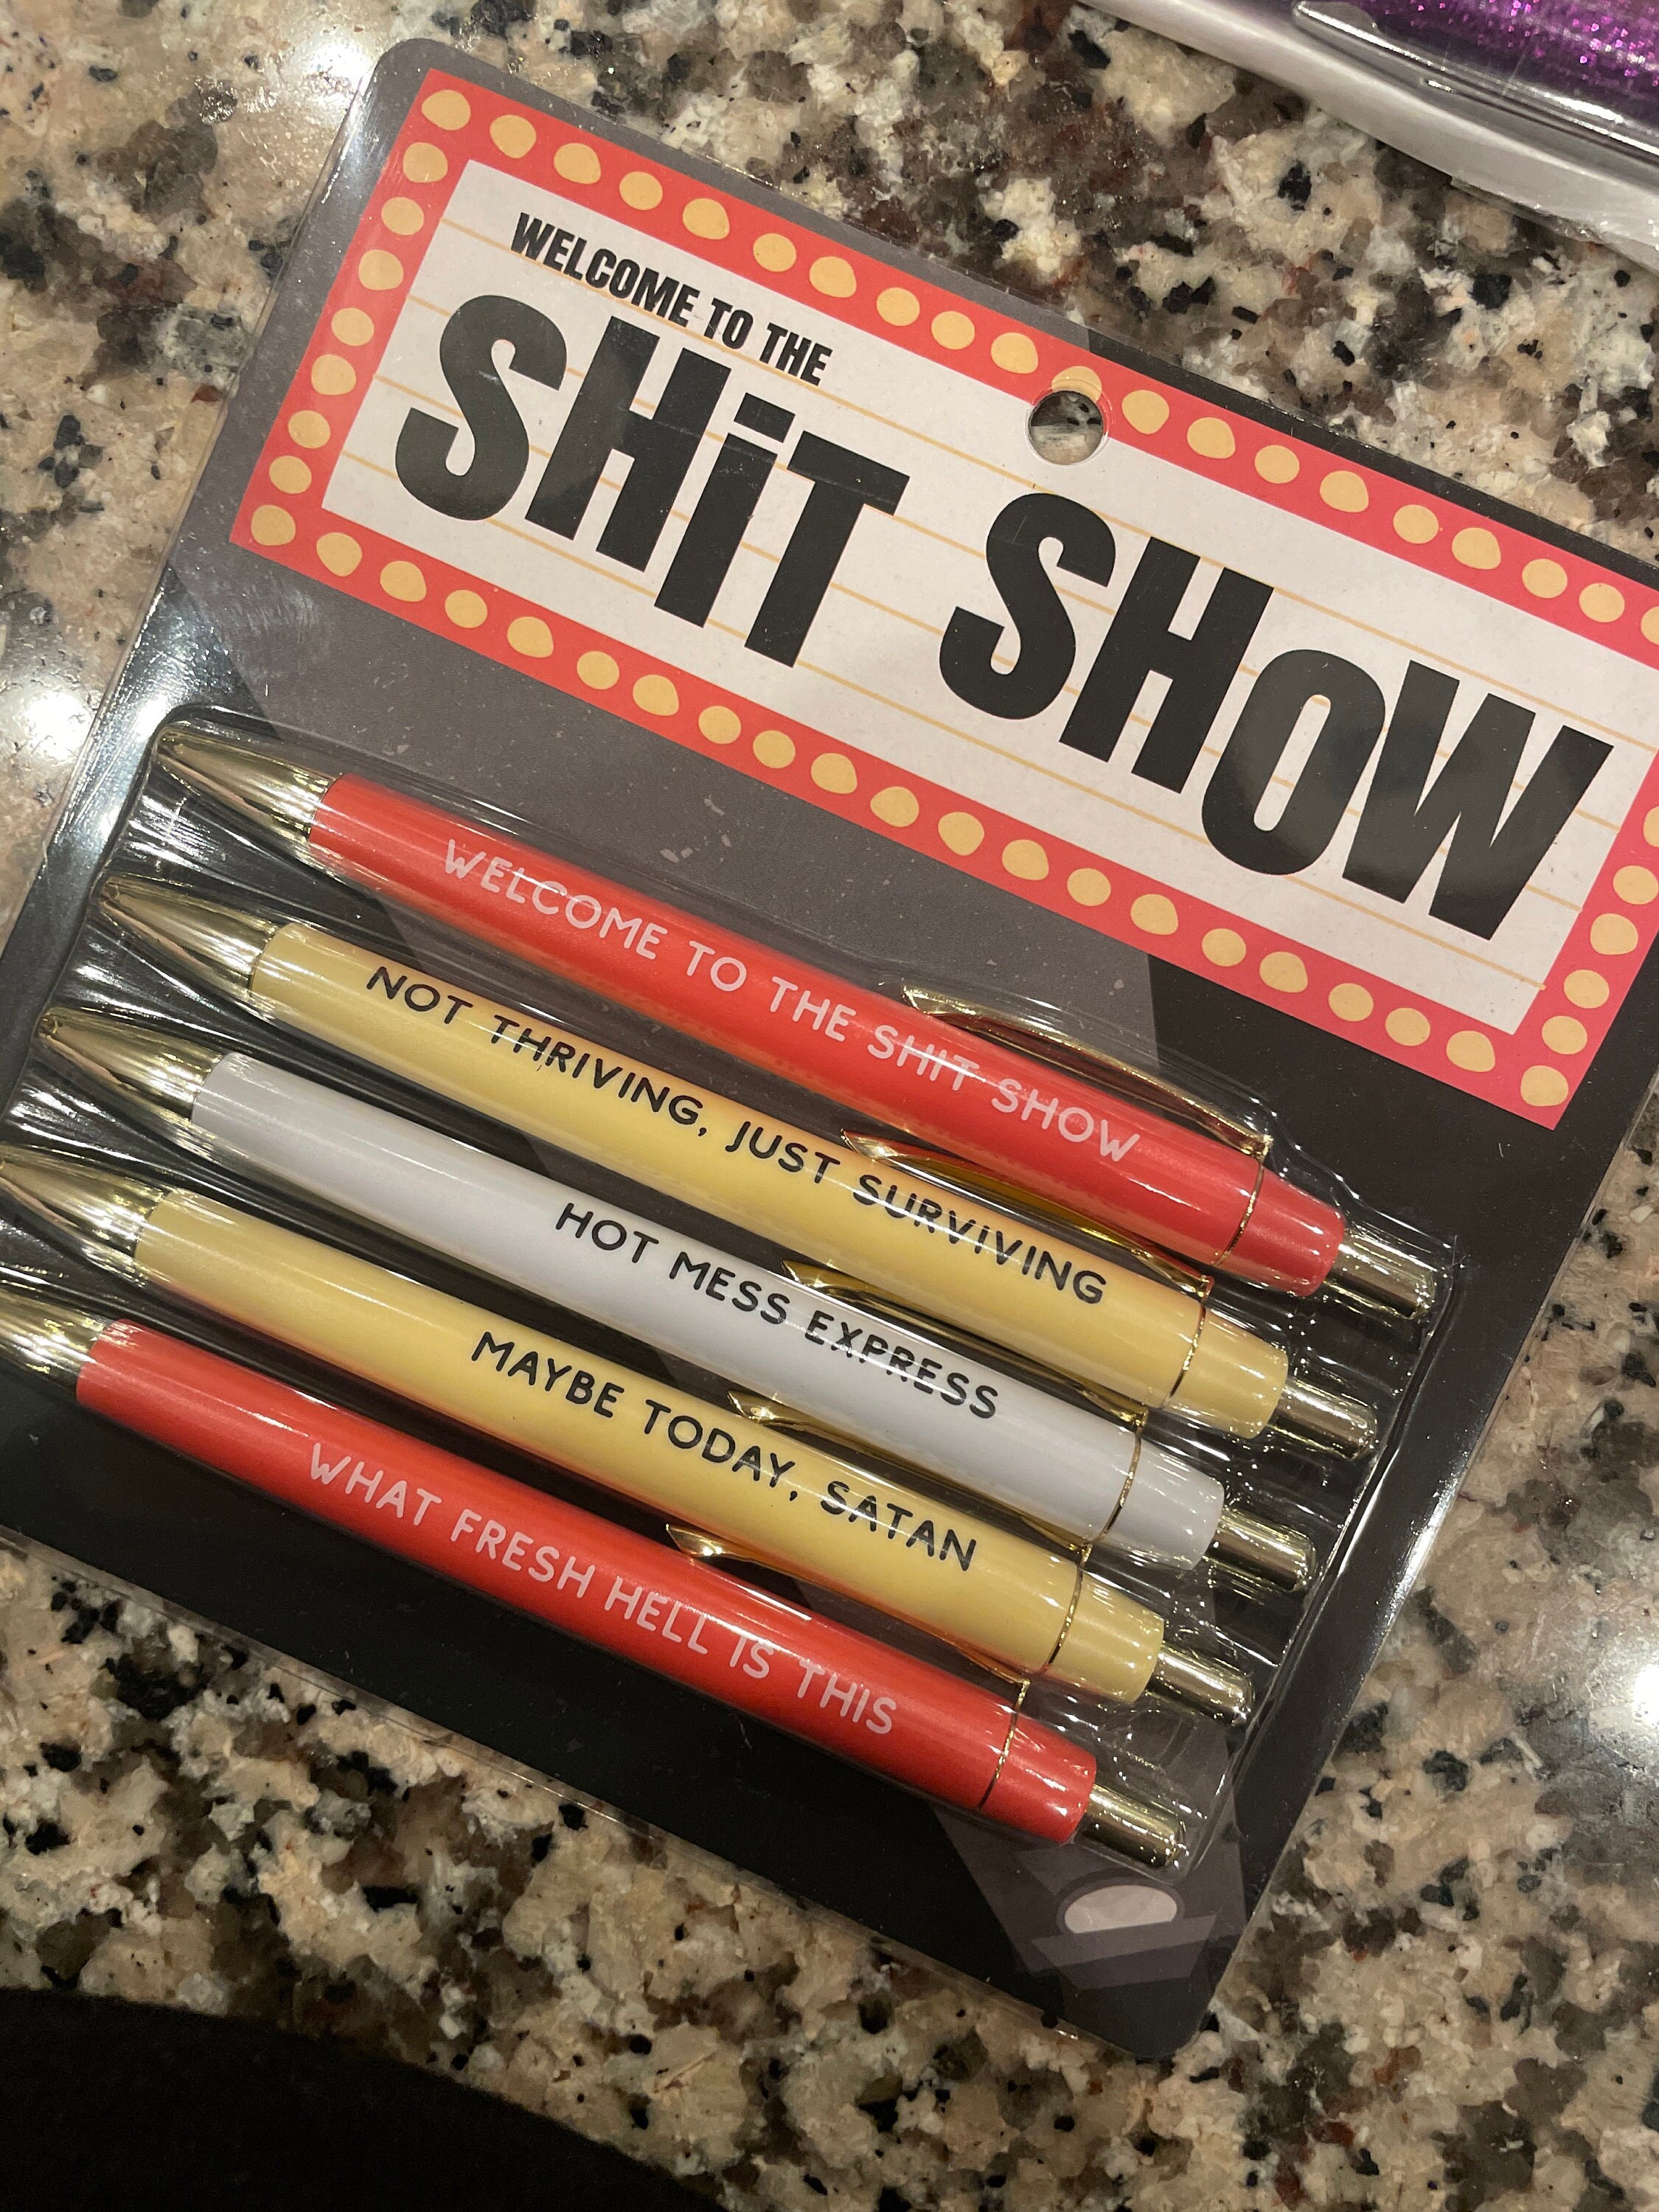 WELCOME TO THE
SHiT SHOW
WELCOME TO THE SHIT SHOW
NOT THRIVING, JUST SURVIVING
HOT MESS EXPRESS
MAYBE TODAY, SATAN
WHAT FRESH HELL IS THIS